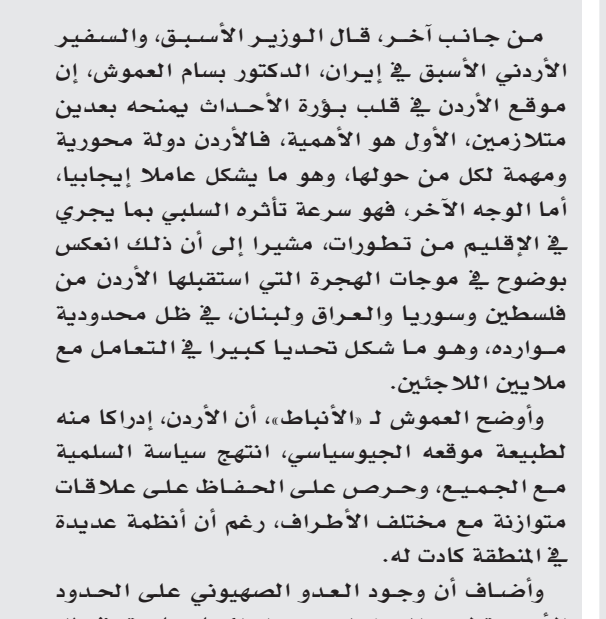 من جانب آخر، قال الوزير الأسبق، والسفير
الأردني الأسبق في إيران، الدكتور بسام العموش، إن
موقع الأردن في قلب بؤرة الأحداث يمنحه بعدين
متلازمين، الأول هو الأهمية، فالأردن دولة محورية
ومهمة لكل من حولها، وهو ما يشكل عاملا إيجابيا،
أما الوجه الآخر، فهو سرعة تأثره السلبي بما يجري
في الإقليم من تطورات، مشيرا إلى أن ذلك انعكس
بوضوح في موجات الهجرة التي استقبلها الأردن من
فلسطين وسوريا والعراق ولبنان، في ظل محدودية
موارده، وهو ما شكل تحديا كبيرا في التعامل مع
ملايين اللاجئين.
وأوضح العموش لـ «الأنباط»، أن الأردن، إدراكا منه
لطبيعة موقعه الجيوسياسي، انتهج سياسة السلمية
مع الجميع، وحرص على الحفاظ على علاقات
متوازنة مع مختلف الأطراف، رغم أن أنظمة عديدة
في المنطقة كادت له.
وأضاف أن وجود العدو الصهيوني على الحدود